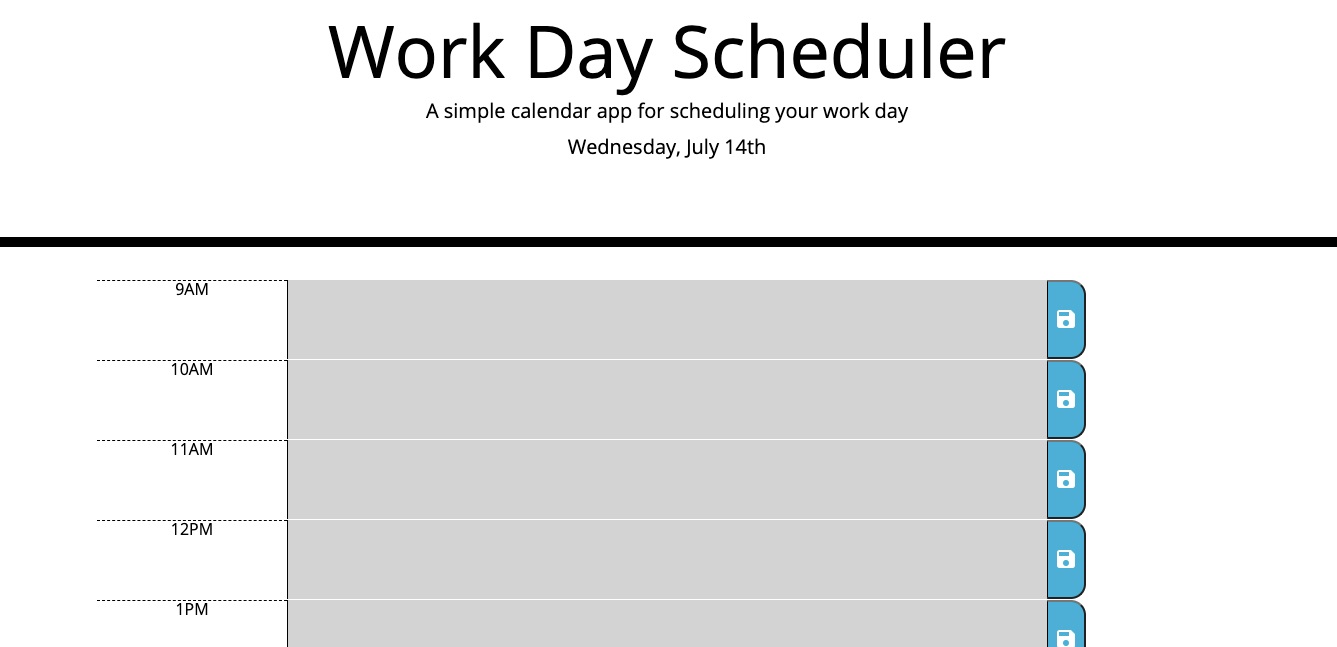 Work Day Scheduler
A simple calendar app for scheduling your work day
Wednesday, July 14th
9AM
10AM
11AM
12PM
1PM